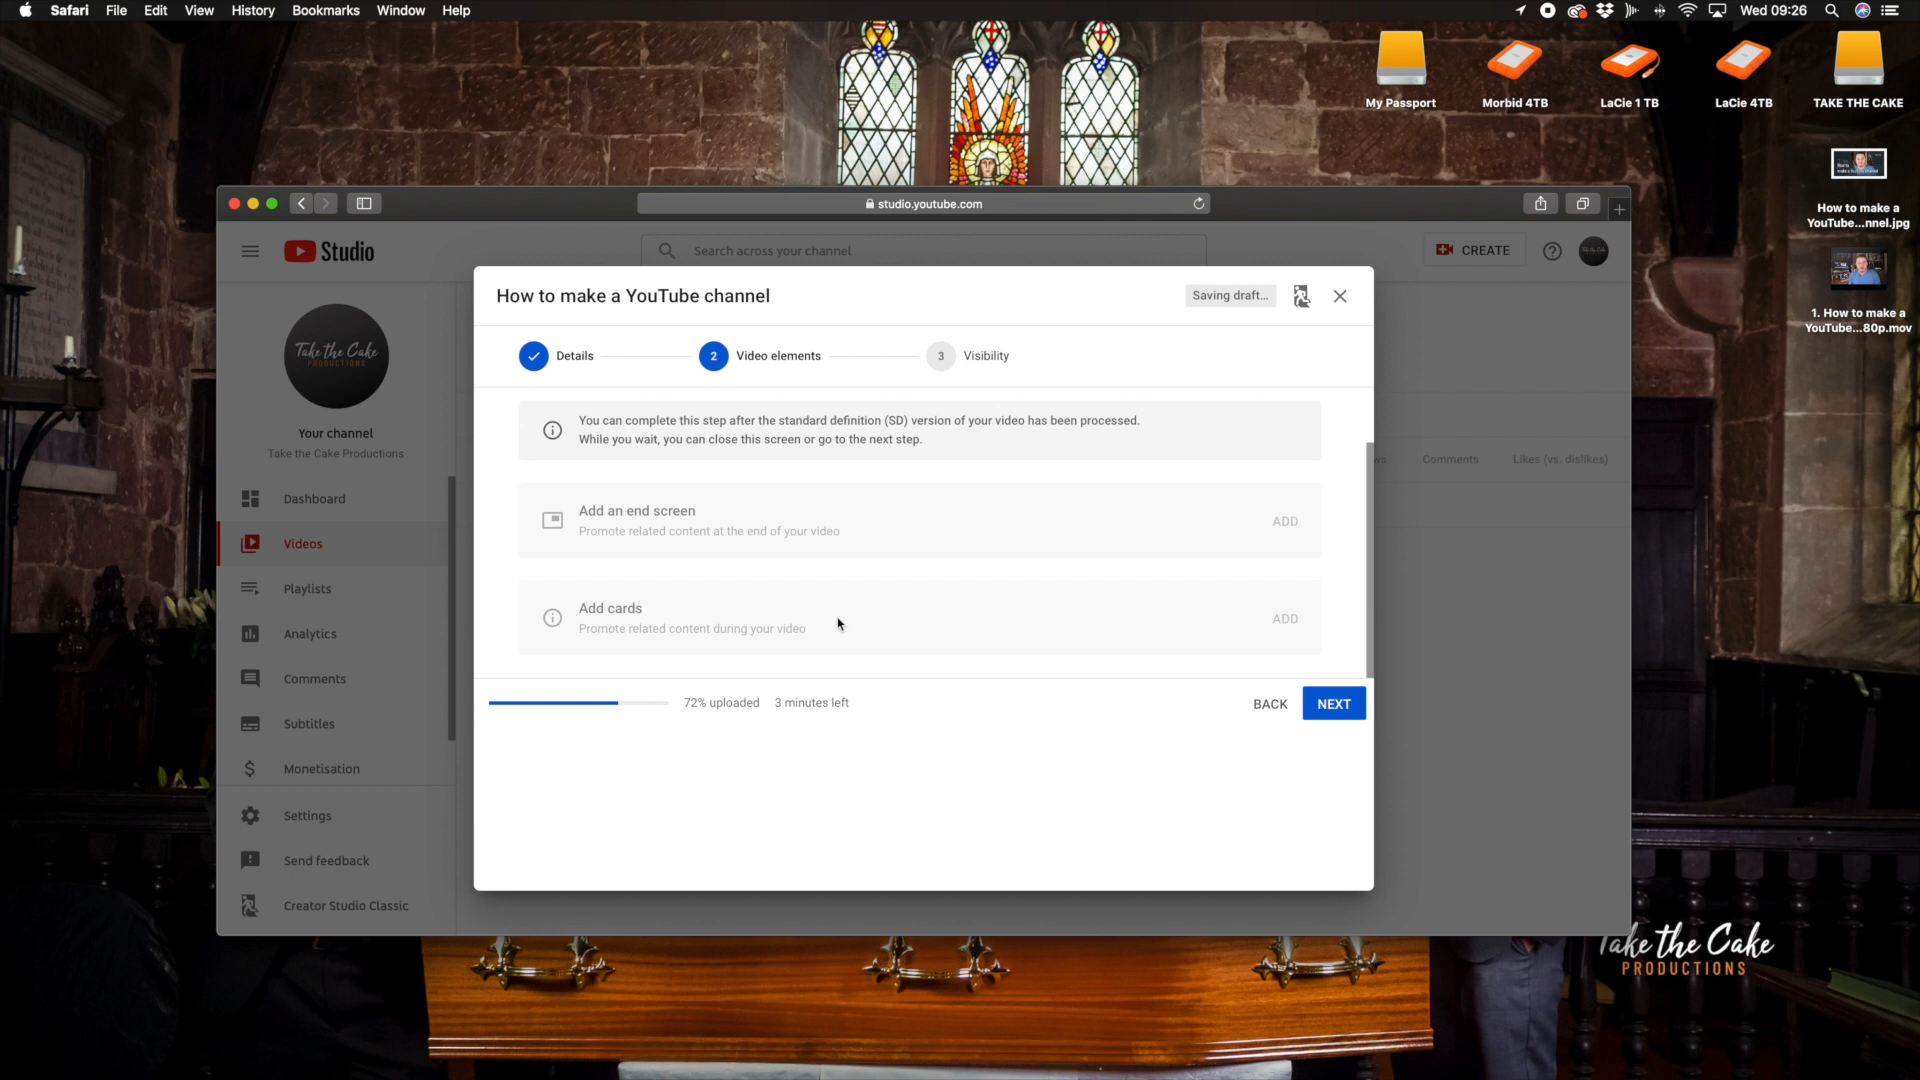 Safari File Edit View History Bookmarks Window Help
Wed 09:26
My Passport
Morbid 4TB
LaCie 1 TB
LaCie 4TB
TAKE THE CAKE
How to make a
YouTube...nnel.jpg
1. How to make a
YouTube...80p.mov
studio.youtube.com
Studio
Search across your channel
CREATE
Take the Cake
PRODUCTIONS
Your channel
Take the Cake Productions
Dashboard
Videos
Playlists
Analytics
Comments
Subtitles
Monetisation
Settings
Send feedback
Creator Studio Classic
How to make a YouTube channel
Saving draft...
Details
2 Video elements
3 Visibility
You can complete this step after the standard definition (SD) version of your video has been processed.
While you wait, you can close this screen or go to the next step.
Add an end screen
Promote related content at the end of your video
ADD
Add cards
Promote related content during your video
ADD
72% uploaded 3 minutes left
BACK
NEXT
Comments
Likes (vs. dislikes)
Take the Cake
PRODUCTIONS